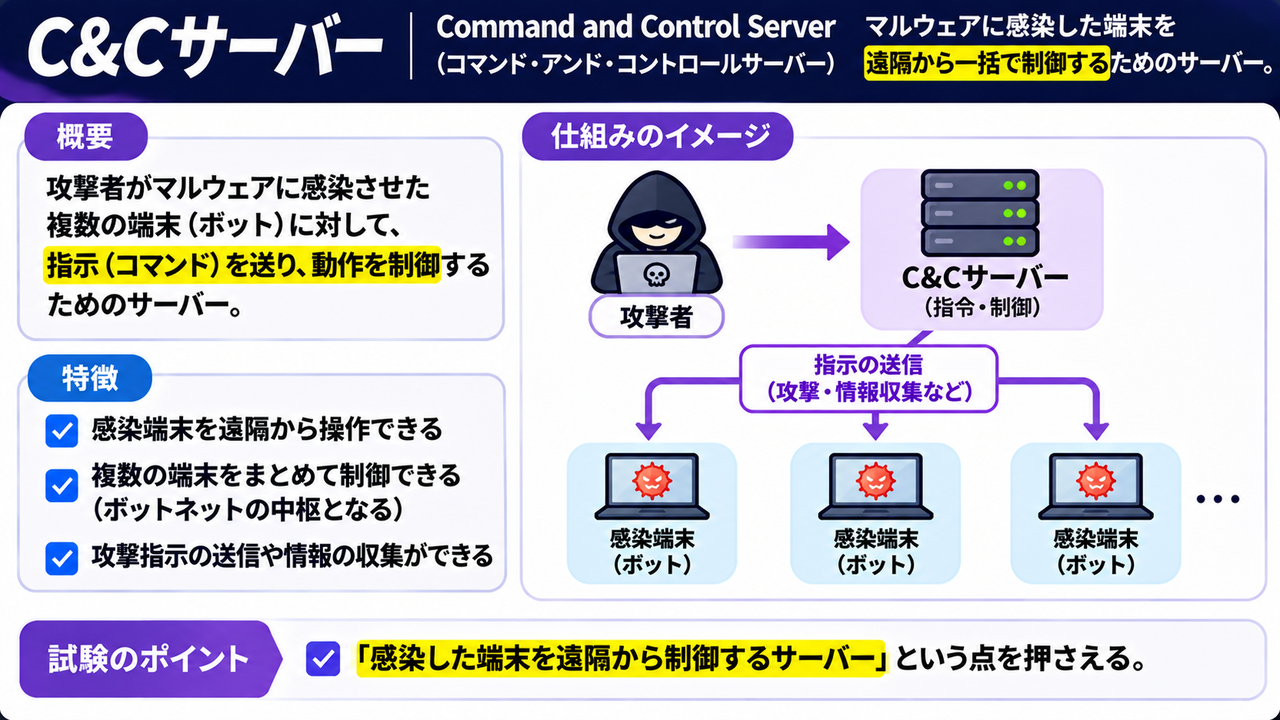 C&Cサーバー
Command and Control Server
（コマンド・アンド・コントロールサーバー）
マルウェアに感染した端末を
遠隔から一括で制御するためのサーバー。
概要
攻撃者がマルウェアに感染させた
複数の端末（ボット）に対して、
指示（コマンド）を送り、動作を制御する
ためのサーバー。
特徴
感染端末を遠隔から操作できる
複数の端末をまとめて制御できる
（ボットネットの中枢となる）
攻撃指示の送信や情報の収集ができる
仕組みのイメージ
攻撃者
C&Cサーバー
（指令・制御）
指示の送信
（攻撃・情報収集など）
感染端末
（ボット）
感染端末
（ボット）
感染端末
（ボット）
…
試験のポイント
「感染した端末を遠隔から制御するサーバー」という点を押さえる。